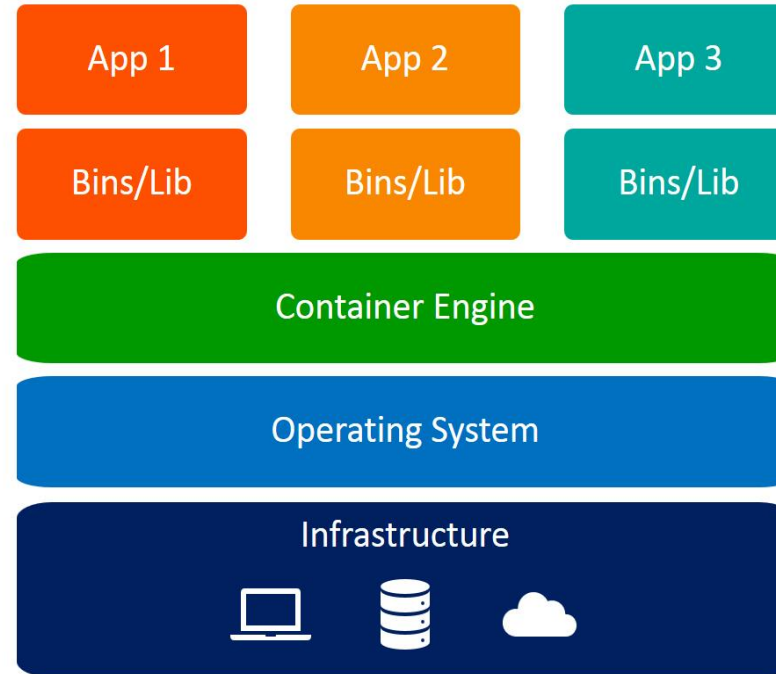 App 1
App 2
App 3
Bins/Lib
Bins/Lib
Bins/Lib
Container Engine
Operating System
Infrastructure